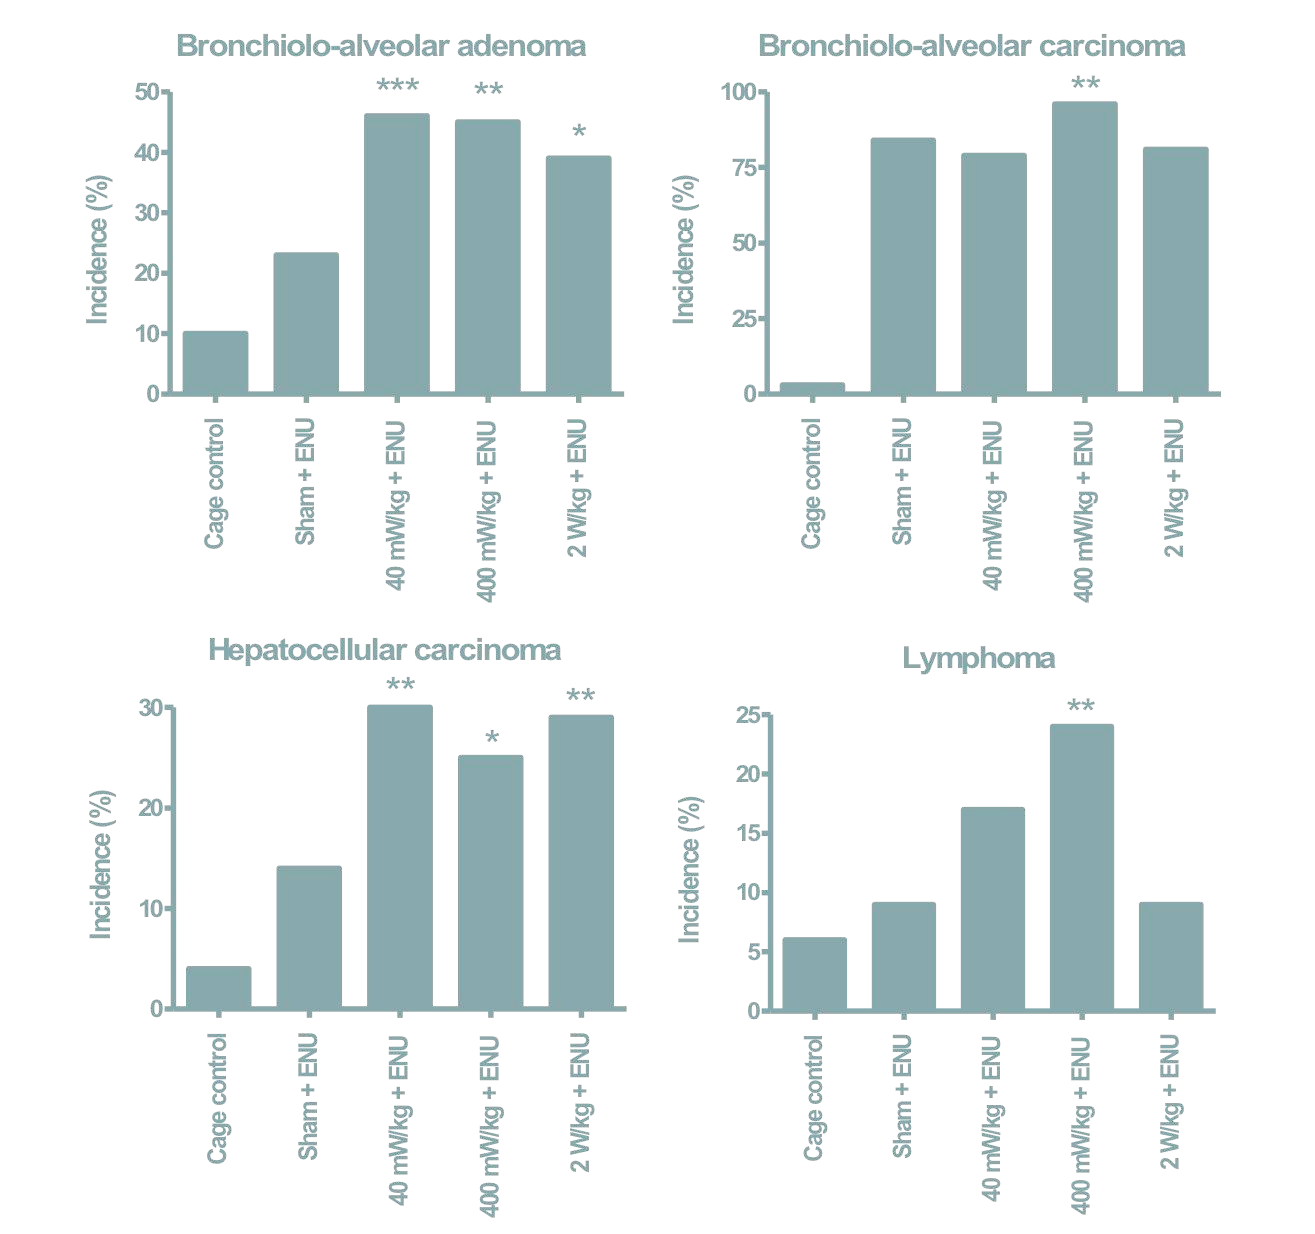 Bronchiolo-alveolar adenoma
***
**
*
50
40
30
20
10
0
Incidence (%)
Cage control
Sham + ENU
40 mW/kg + ENU
400 mW/kg + ENU
2 W/kg + ENU
Bronchiolo-alveolar carcinoma
**
100
75
50
25
0
Incidence (%)
Cage control
Sham + ENU
40 mW/kg + ENU
400 mW/kg + ENU
2 W/kg + ENU
Hepatocellular carcinoma
**
*
**
30
20
10
0
Incidence (%)
Cage control
Sham + ENU
40 mW/kg + ENU
400 mW/kg + ENU
2 W/kg + ENU
Lymphoma
**
25
20
15
10
5
0
Incidence (%)
Cage control
Sham + ENU
40 mW/kg + ENU
400 mW/kg + ENU
2 W/kg + ENU